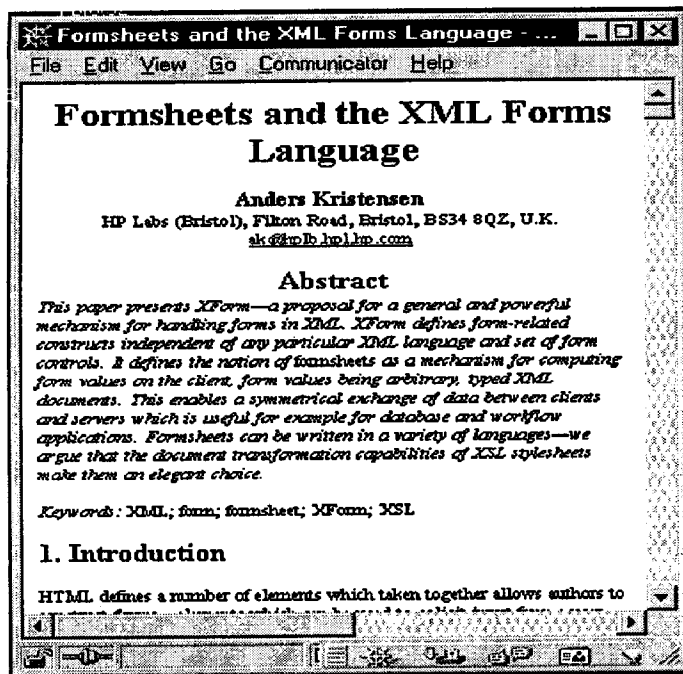 Formsheets and the XML Forms Language - ...
File Edit View Go Communicator Help
Formsheets and the XML Forms
Language
Anders Kristensen
HP Labs (Bristol), Filton Road, Bristol, BS34 8QZ, U.K.
ak@hplb.hpl.hp.com
Abstract
This paper presents XForm—a proposal for a general and powerful
mechanism for handling forms in XML. XForm defines form-related
constructs independent of any particular XML language and set of form
controls. It defines the notion of formsheets as a mechanism for computing
form values on the client, form values being arbitrary, typed XML
documents. This enables a symmetrical exchange of data between clients
and servers which is useful for example for database and workflow
applications. Formsheets can be written in a variety of languages—we
argue that the document transformation capabilities of XSL stylesheets
make them an elegant choice.
Keywords: XML; form; formsheet; XForm; XSL
1. Introduction
HTML defines a number of elements which taken together allows authors to